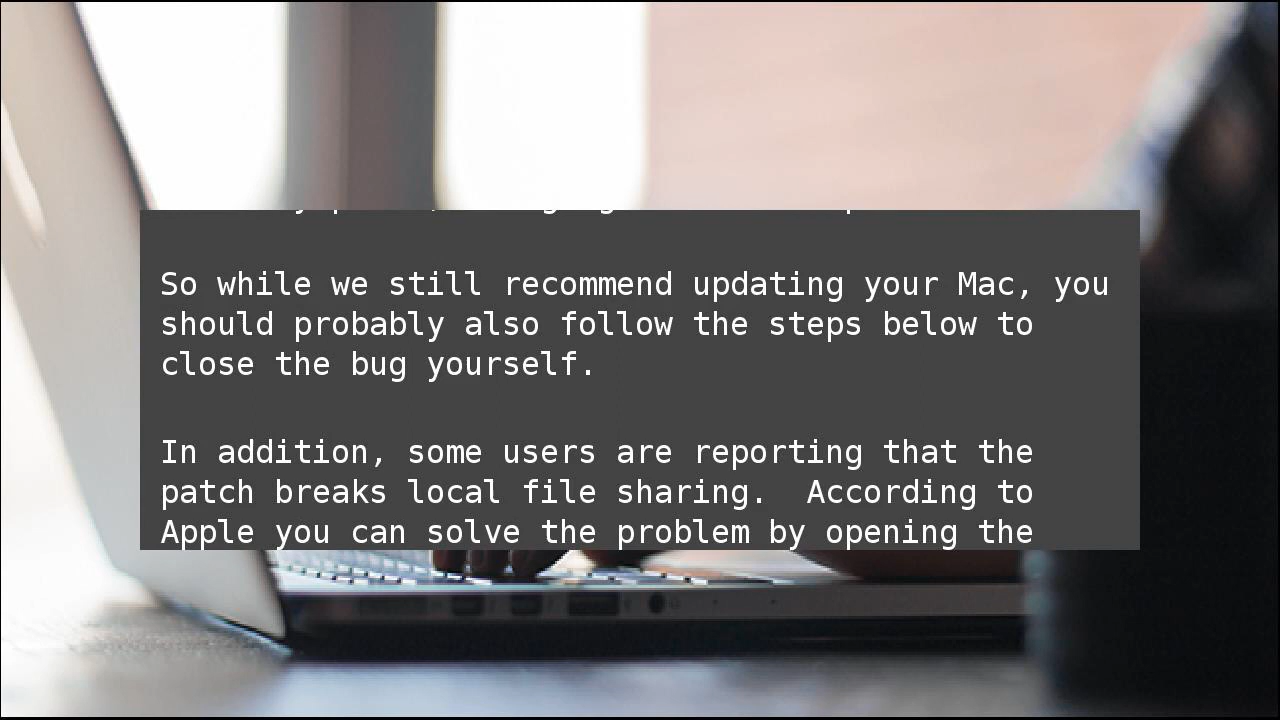 So while we still recommend updating your Mac, you
should probably also follow the steps below to
close the bug yourself.
In addition, some users are reporting that the
patch breaks local file sharing.  According to
Apple you can solve the problem by opening the